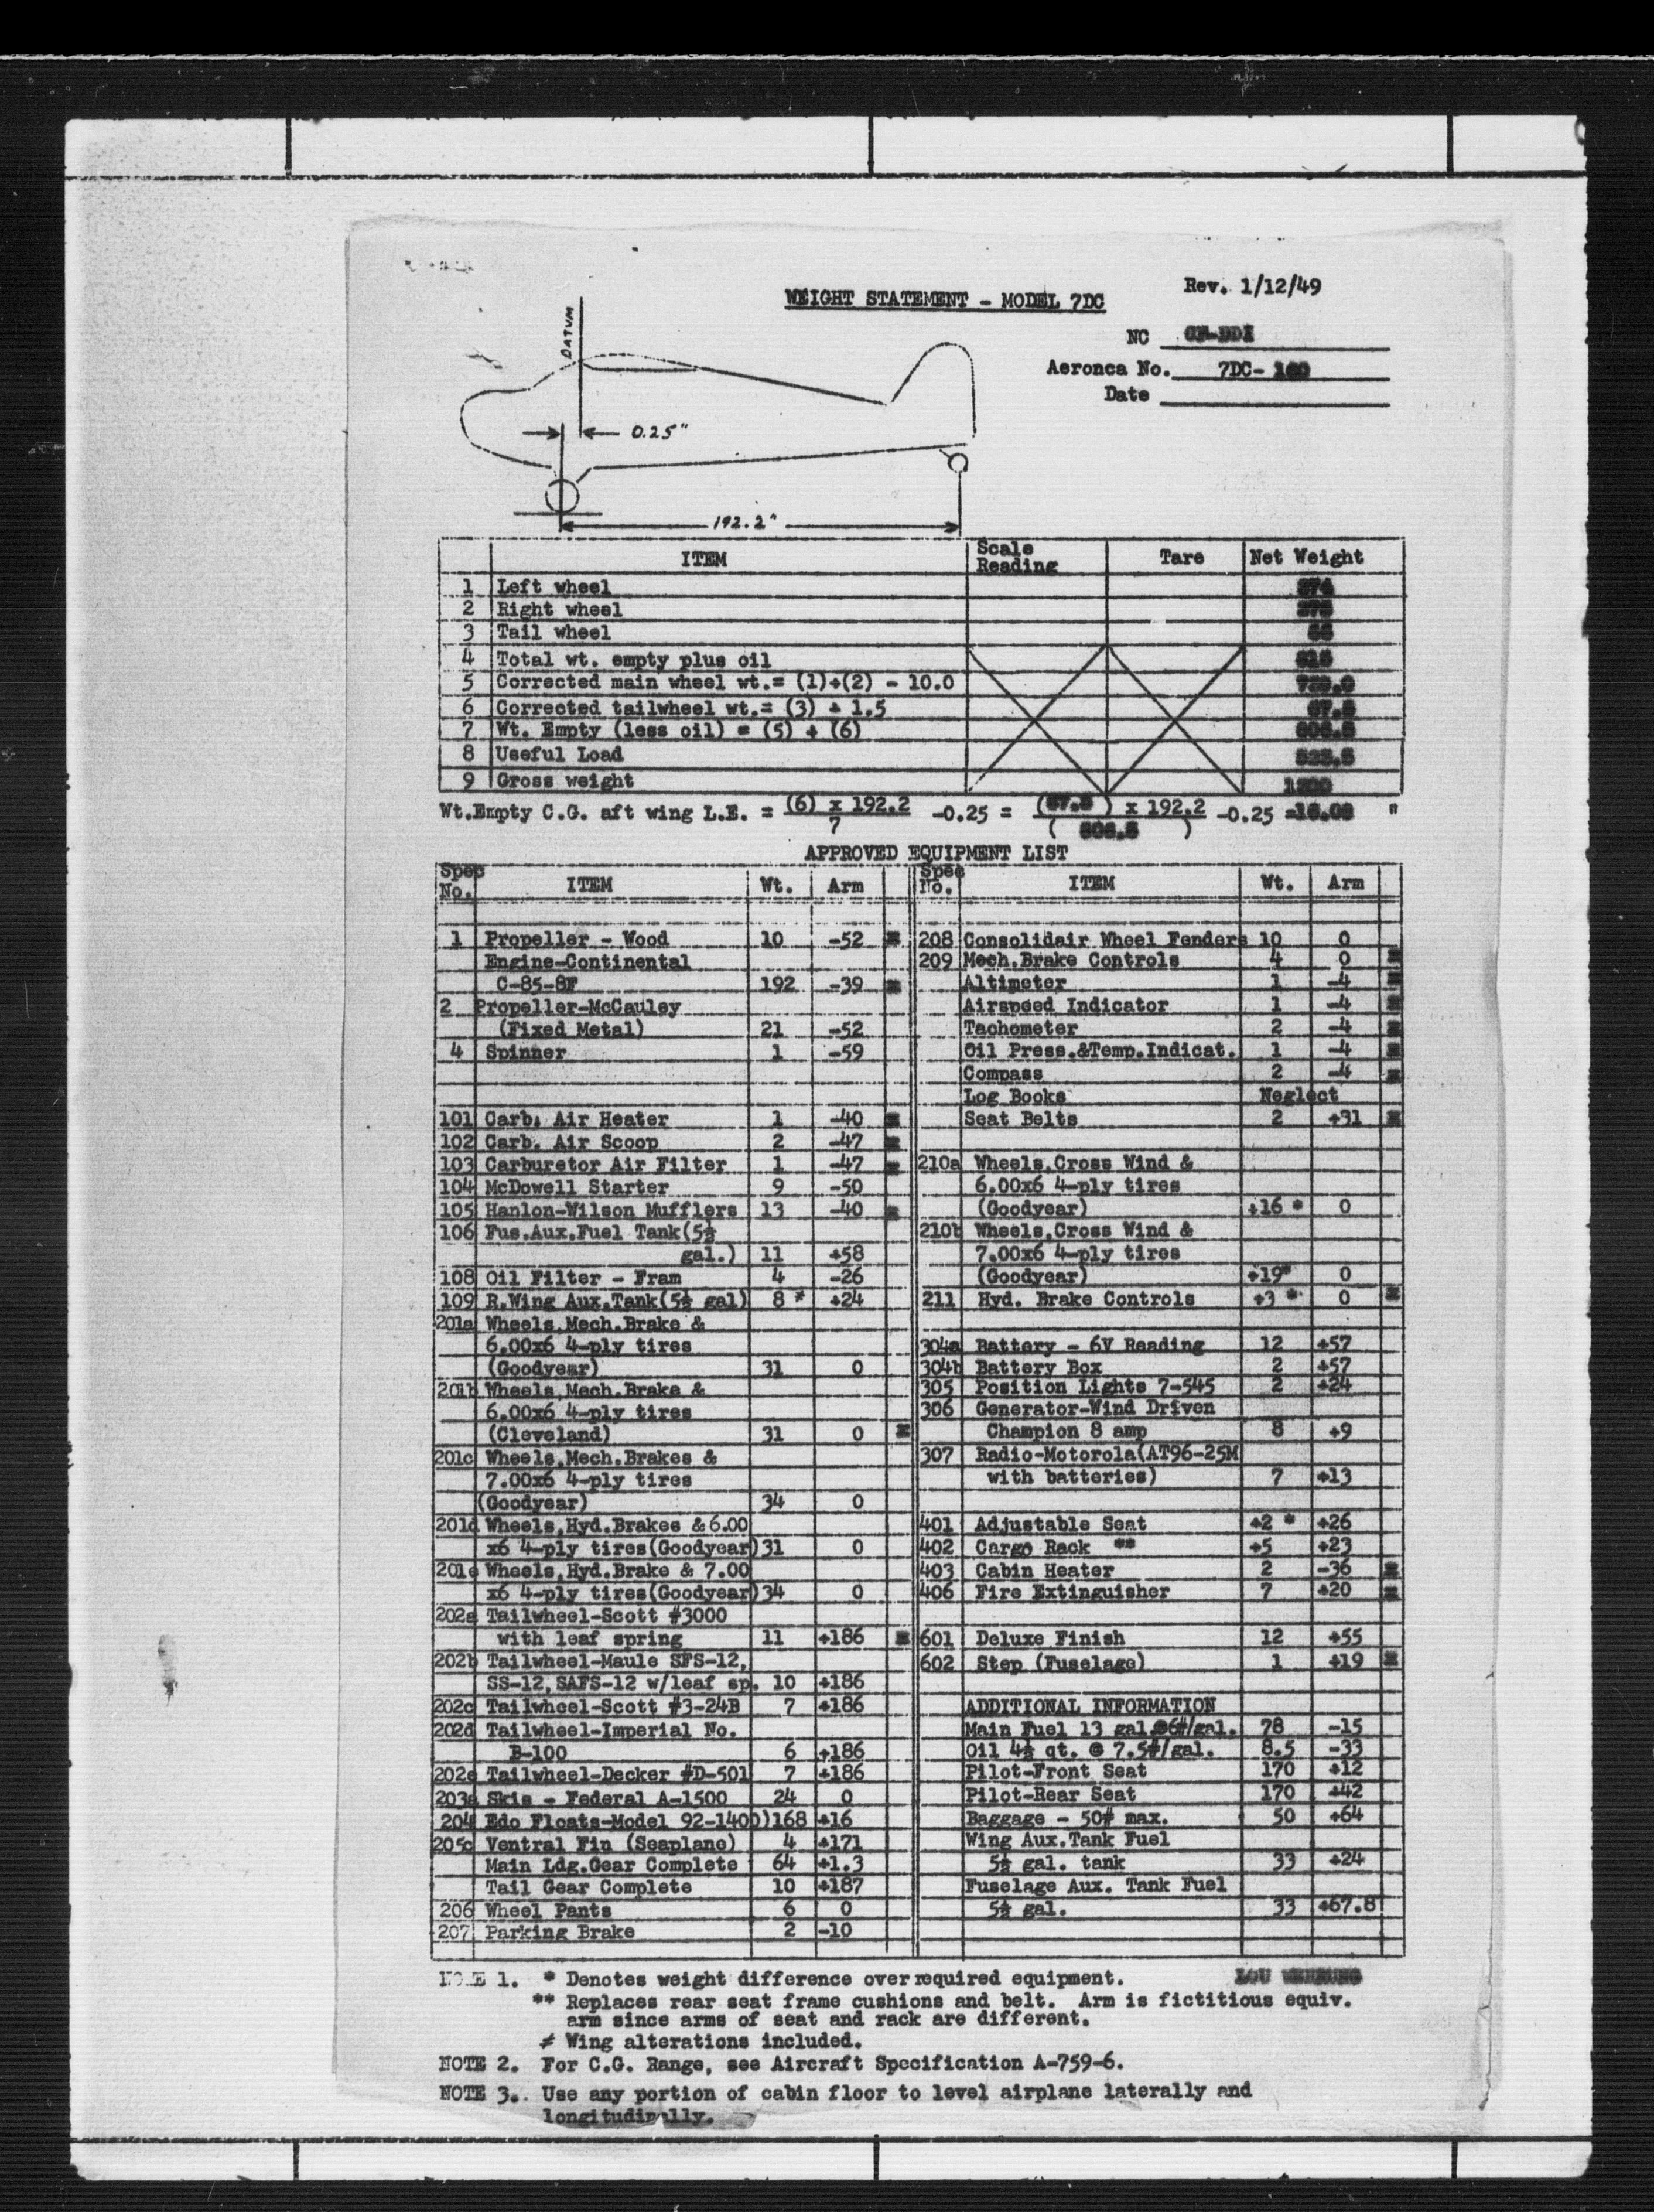 WEIGHT STATEMENT - MODEL 7DC
Rev. 1/12/49
NC CF-DDI
Aeronca No. 7DC-
Date
DATUM
0.25"
192.2"
ITEM Scale Reading Tare Net Weight
1 Left wheel
2 Right wheel
3 Tail wheel
4 Total wt. empty plus oil
5 Corrected main wheel wt.= (1)+(2) - 10.0
6 Corrected tailwheel wt.= (3) + 1.5 67.5
7 Wt. Empty (less oil) = (5) + (6) 806.5
8 Useful Load
9 Gross weight
Wt.Empty C.G. aft wing L.E. = (6) x 192.2 -0.25 = (67.5) x 192.2 -0.25 = "
7 ( 806.5 )
APPROVED EQUIPMENT LIST
Spec No. ITEM Wt. Arm Spec No. ITEM Wt. Arm
1 Propeller - Wood 10 -52 x 208 Consolidair Wheel Fenders 10 0
Engine-Continental 209 Mech.Brake Controls 4 0 x
C-85-8F 192 -39 x Altimeter 1 -4 x
2 Propeller-McCauley Airspeed Indicator 1 -4 x
(Fixed Metal) 21 -52 Tachometer 2 -4 x
4 Spinner 1 -59 Oil Press.&Temp.Indicat. 1 -4 x
Compass 2 -4 x
Log Books Neglect
101 Carb. Air Heater 1 -40 x Seat Belts 2 +31 x
102 Carb. Air Scoop 2 -47 x
103 Carburetor Air Filter 1 -47 x 210a Wheels,Cross Wind &
104 McDowell Starter 9 -50 6.00x6 4-ply tires
105 Hanlon-Wilson Mufflers 13 -40 x (Goodyear) +16 * 0
106 Fus.Aux.Fuel Tank(5½ 210b Wheels,Cross Wind &
gal.) 11 +58 7.00x6 4-ply tires
108 Oil Filter - Fram 4 -26 (Goodyear) +19* 0
109 R.Wing Aux.Tank(5½ gal) 8 * +24 211 Hyd. Brake Controls +3 * 0 x
201a Wheels,Mech.Brake &
6.00x6 4-ply tires 304a Battery - 6V Reading 12 +57
(Goodyear) 31 0 304b Battery Box 2 +57
201b Wheels,Mech.Brake & 305 Position Lights 7-545 2 +24
6.00x6 4-ply tires 306 Generator-Wind Driven
(Cleveland) 31 0 x Champion 8 amp 8 +9
201c Wheels,Mech.Brakes & 307 Radio-Motorola(AT96-25M
7.00x6 4-ply tires with batteries) 7 +13
(Goodyear) 34 0
201d Wheels,Hyd.Brakes & 6.00 401 Adjustable Seat +2 * +26
x6 4-ply tires(Goodyear) 31 0 402 Cargo Rack ** +5 +23
201e Wheels,Hyd.Brake & 7.00 403 Cabin Heater 2 -36 x
x6 4-ply tires(Goodyear) 34 0 406 Fire Extinguisher 7 +20 x
202a Tailwheel-Scott #3000
with leaf spring 11 +186 x 601 Deluxe Finish 12 +55
202b Tailwheel-Maule SFS-12, 602 Step (Fuselage) 1 +19 x
SS-12,SAFS-12 w/leaf sp. 10 +186
202c Tailwheel-Scott #3-24B 7 +186 ADDITIONAL INFORMATION
202d Tailwheel-Imperial No. Main Fuel 13 gal.@6#/gal. 78 -15
B-100 6 +186 Oil 4½ qt. @ 7.5#/gal. 8.5 -33
202e Tailwheel-Decker #D-501 7 +186 Pilot-Front Seat 170 +12
203a Skis - Federal A-1500 24 0 Pilot-Rear Seat 170 +42
204 Edo Floats-Model 92-1400) 168 +16 Baggage - 50# max. 50 +64
205c Ventral Fin (Seaplane) 4 +171 Wing Aux.Tank Fuel
Main Ldg.Gear Complete 64 +1.3 5½ gal. tank 33 +24
Tail Gear Complete 10 +187 Fuselage Aux. Tank Fuel
206 Wheel Pants 6 0 5½ gal. 33 +67.8
207 Parking Brake 2 -10
NOTE 1. * Denotes weight difference over required equipment. LOU
** Replaces rear seat frame cushions and belt. Arm is fictitious equiv.
arm since arms of seat and rack are different.
≠ Wing alterations included.
NOTE 2. For C.G. Range, see Aircraft Specification A-759-6.
NOTE 3. Use any portion of cabin floor to level airplane laterally and
longitudinally.